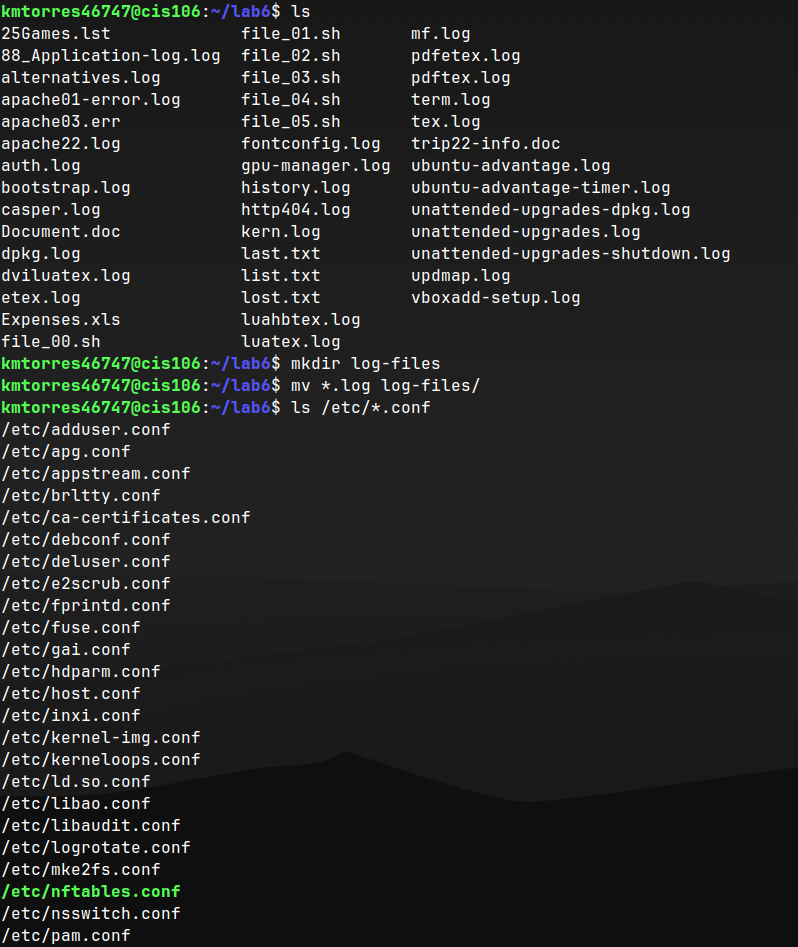 kmtorres46747@cis106:~/lab6$ ls
25Games.lst file_01.sh mf.log
88_Application-log.log file_02.sh pdfetex.log
alternatives.log file_03.sh pdftex.log
apache01-error.log file_04.sh term.log
apache03.err file_05.sh tex.log
apache22.log fontconfig.log trip22-info.doc
auth.log gpu-manager.log ubuntu-advantage.log
bootstrap.log history.log ubuntu-advantage-timer.log
casper.log http404.log unattended-upgrades-dpkg.log
Document.doc kern.log unattended-upgrades.log
dpkg.log last.txt unattended-upgrades-shutdown.log
dviluatex.log list.txt updmap.log
etex.log lost.txt vboxadd-setup.log
Expenses.xls luahbtex.log
file_00.sh luatex.log
kmtorres46747@cis106:~/lab6$ mkdir log-files
kmtorres46747@cis106:~/lab6$ mv *.log log-files/
kmtorres46747@cis106:~/lab6$ ls /etc/*.conf
/etc/adduser.conf
/etc/apg.conf
/etc/appstream.conf
/etc/brltty.conf
/etc/ca-certificates.conf
/etc/debconf.conf
/etc/deluser.conf
/etc/e2scrub.conf
/etc/fprintd.conf
/etc/fuse.conf
/etc/gai.conf
/etc/hdparm.conf
/etc/host.conf
/etc/inxi.conf
/etc/kernel-img.conf
/etc/kerneloops.conf
/etc/ld.so.conf
/etc/libao.conf
/etc/libaudit.conf
/etc/logrotate.conf
/etc/mke2fs.conf
/etc/nftables.conf
/etc/nsswitch.conf
/etc/pam.conf